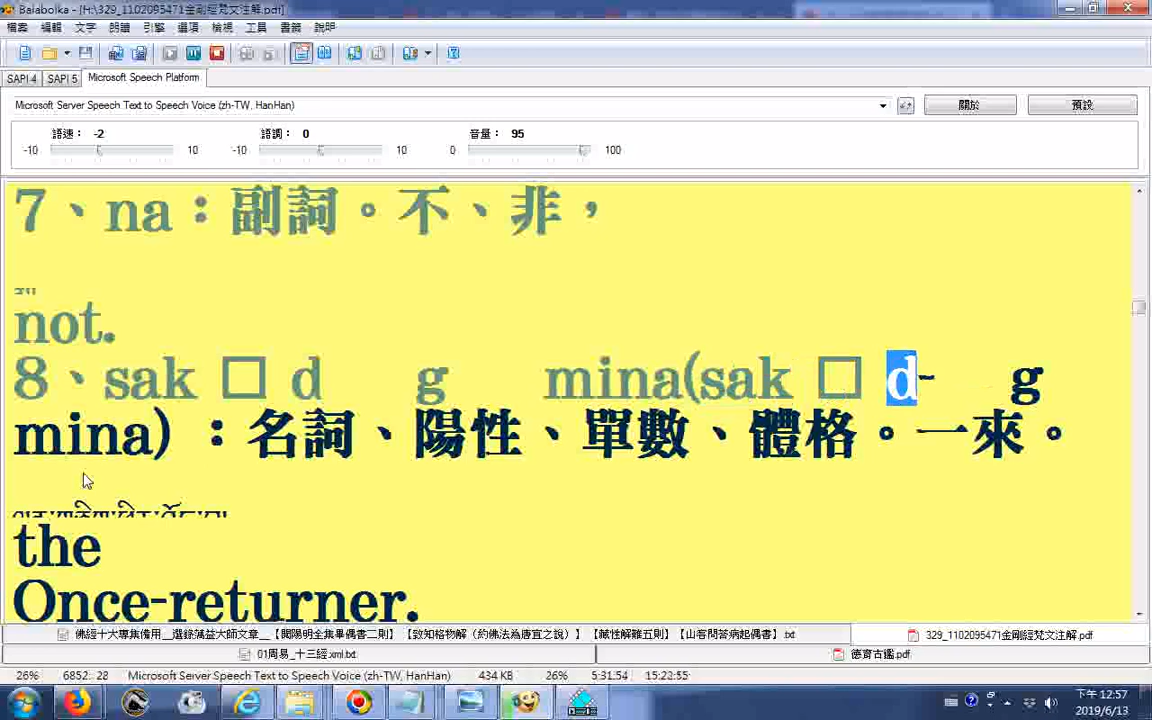 Balabolka - [H:\329_1102095471金剛經梵文注解.pdf]
檔案 編輯 文字 朗讀 引擎 選項 檢視 工具 書籤 說明
SAPI 4 SAPI 5 Microsoft Speech Platform
Microsoft Server Speech Text to Speech Voice (zh-TW, HanHan)
關於 預設
語速： -2 語調： 0 音量： 95
-10 10 -10 10 0 100
7、na：副詞。不、非，
not.
8、sak □ d g mina(sak □ d- g
mina) ：名詞、陽性、單數、體格。一來。
the
Once-returner.
329_1102095471金剛經梵文注解.pdf
01周易_十三經.xml.txt 德育古鑑.pdf
26% 6852: 28 Microsoft Server Speech Text to Speech Voice (zh-TW, HanHan) 434 KB 26% 5:31:54 15:22:55
下午 12:57
2019/6/13